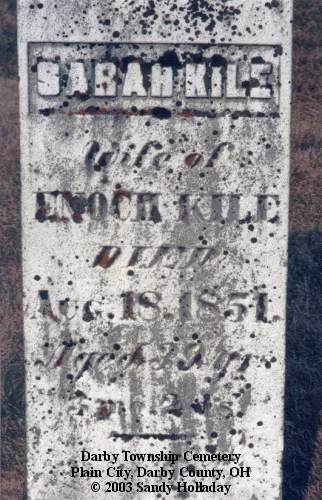 SARAH KILE
Wife of
ENOCH KILE
DIED
Aug. 18. 1851.
Aged
Darby Township Cemetery
Plain City, Darby County, OH
© 2003 Sandy Holladay